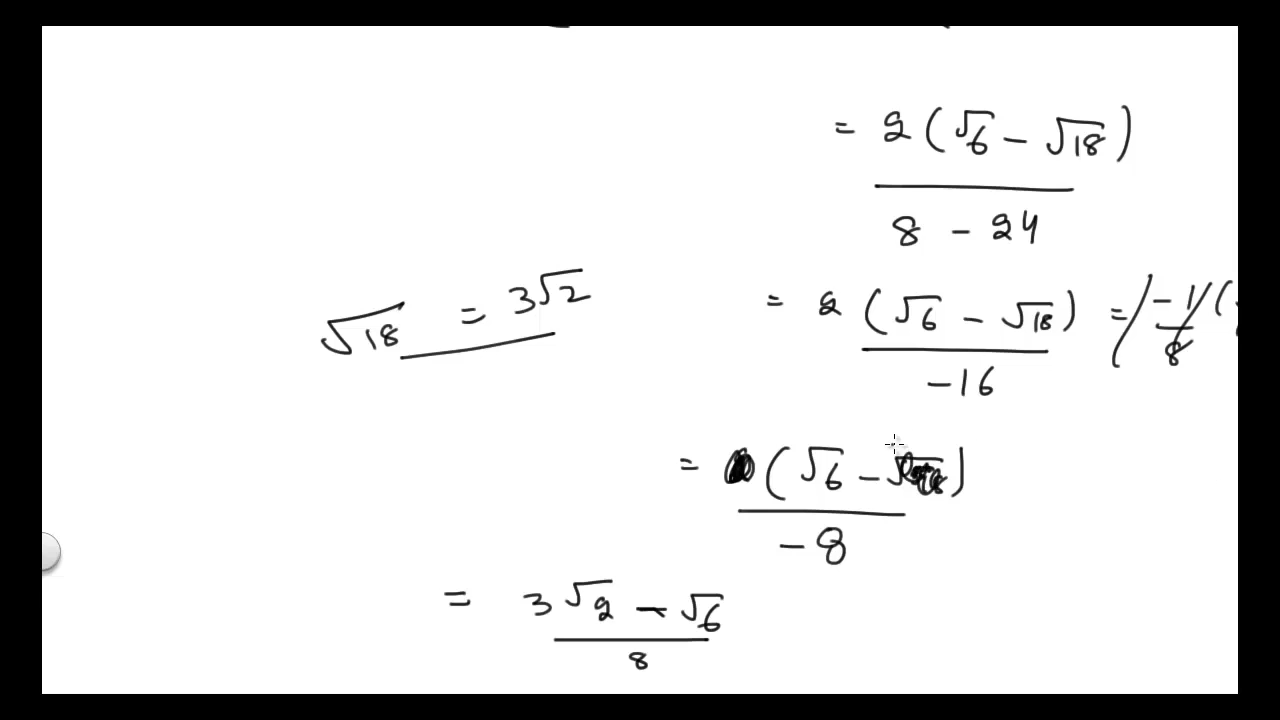 = 2 (√6 − √18)
8 − 24
√18 = 3√2
= 2 (√6 − √18) = −1 (
−16 8
= (√6 − √ )
−8
= 3√2 − √6
8